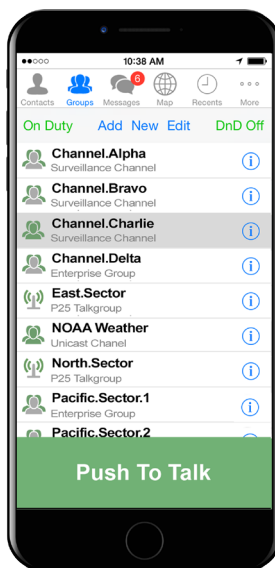 10:38 AM
6
Contacts Groups Messages Map Recents More
On Duty Add New Edit DnD Off
Channel.Alpha
Surveillance Channel
Channel.Bravo
Surveillance Channel
Channel.Charlie
Surveillance Channel
Channel.Delta
Enterprise Group
East.Sector
P25 Talkgroup
NOAA Weather
Unicast Chanel
North.Sector
P25 Talkgroup
Pacific.Sector.1
Enterprise Group
Pacific.Sector.2
Push To Talk